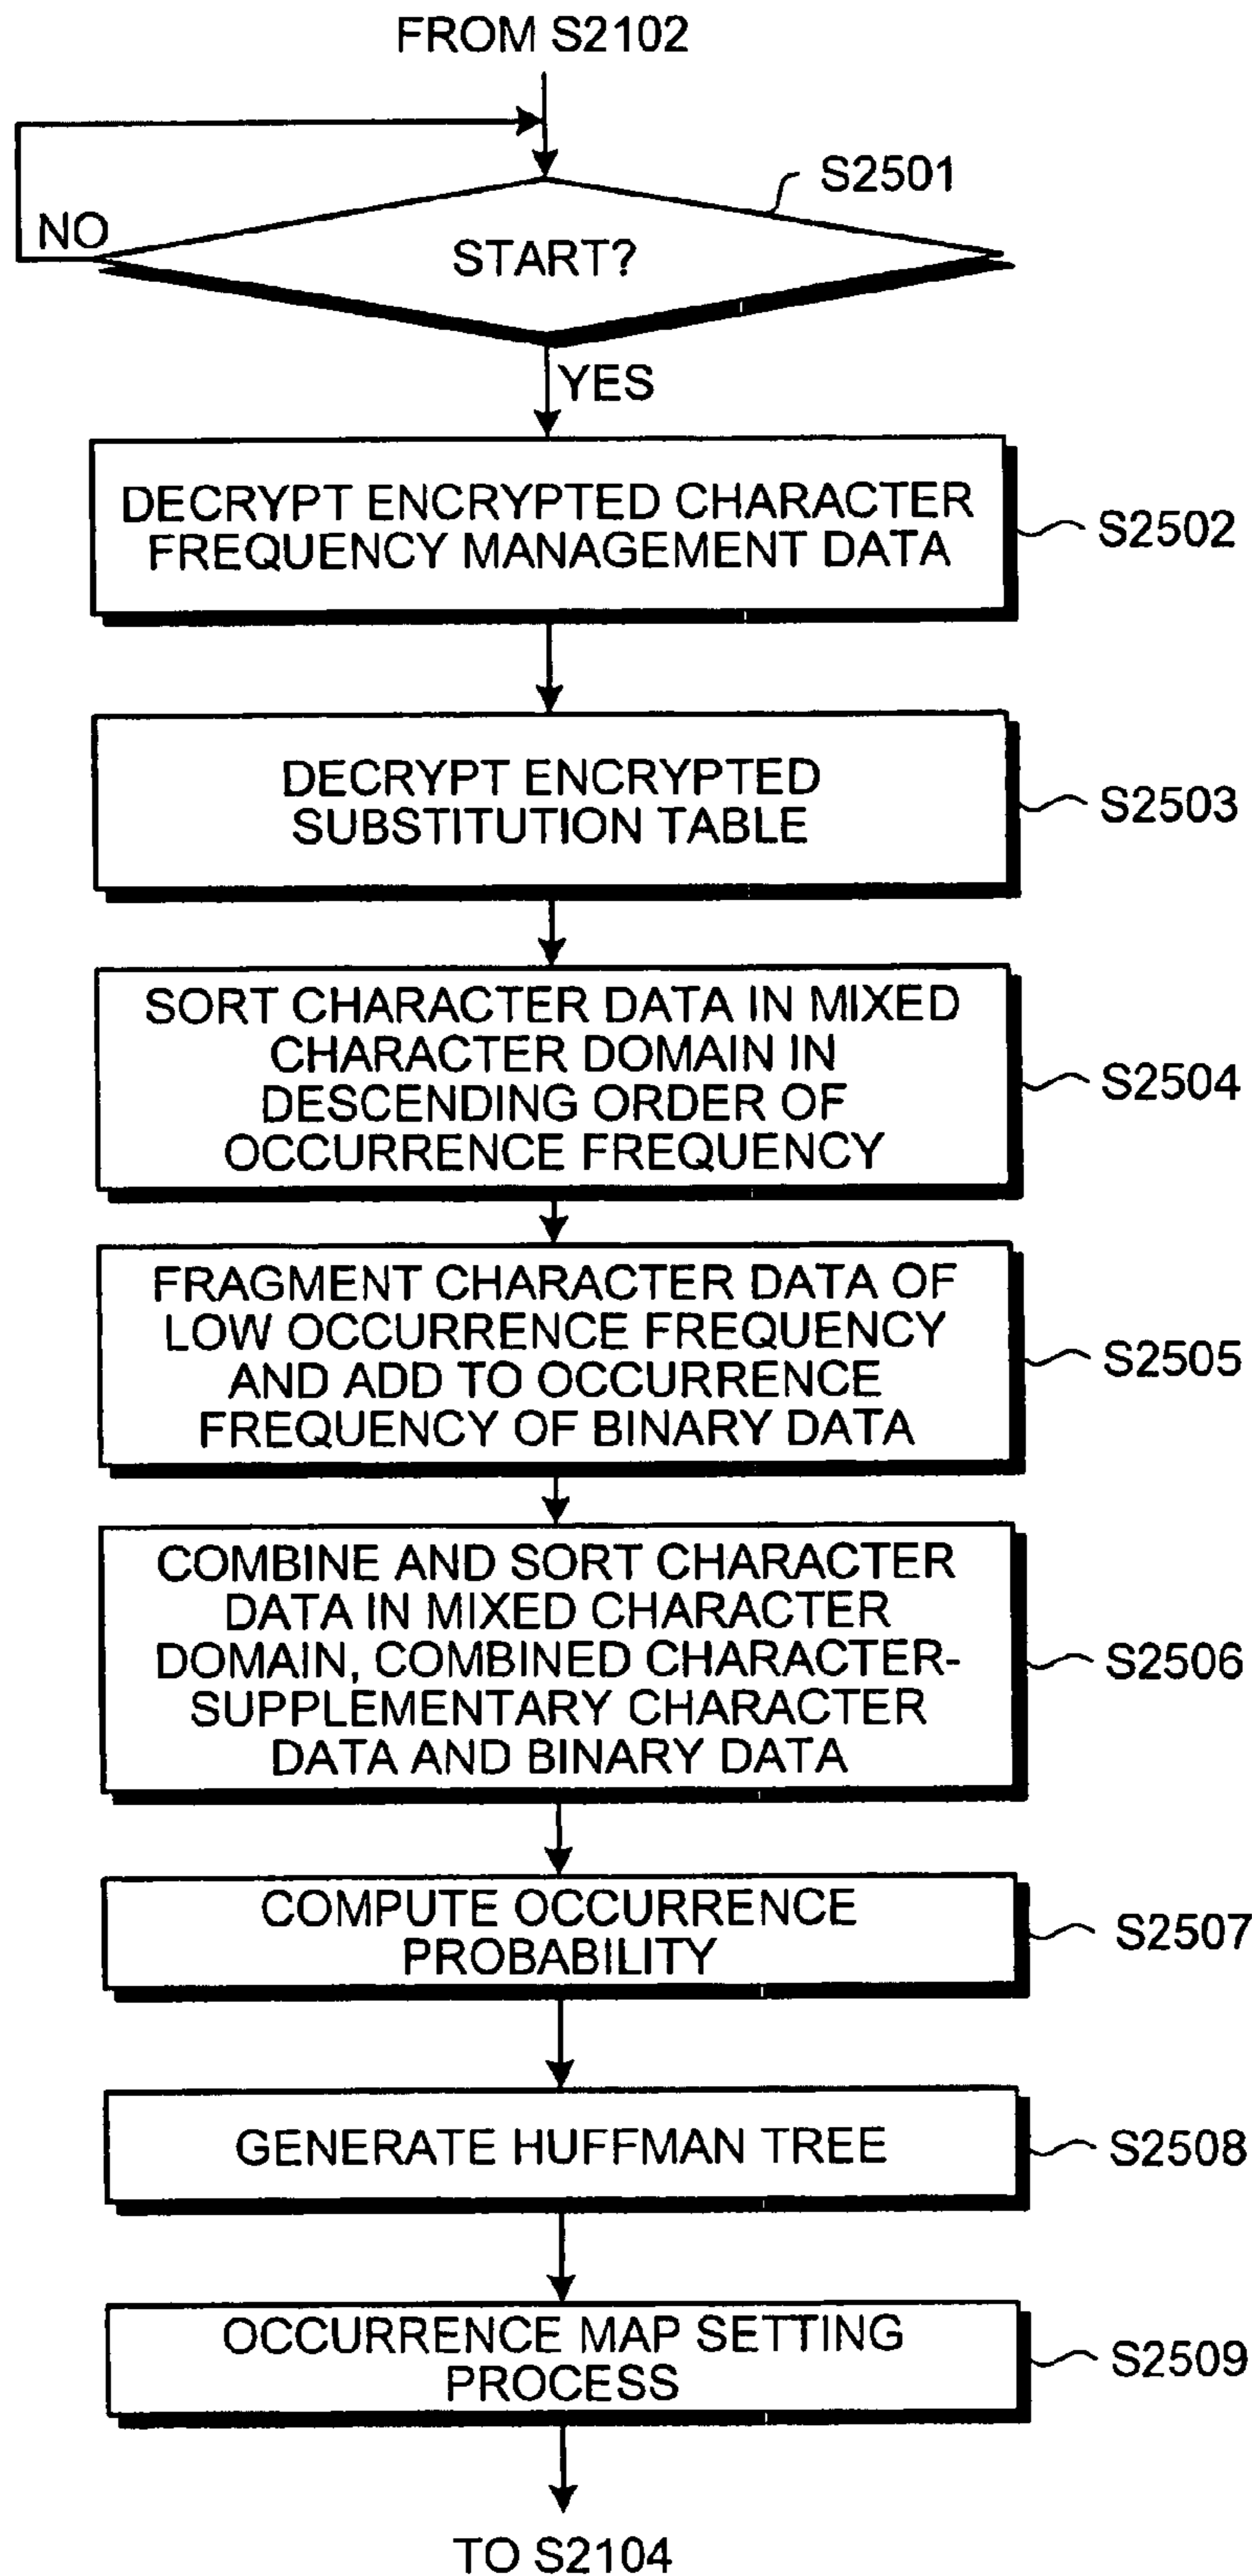 FROM S2102
S2501
NO
START?
YES
DECRYPT ENCRYPTED CHARACTER
FREQUENCY MANAGEMENT DATA
S2502
DECRYPT ENCRYPTED
SUBSTITUTION TABLE
S2503
SORT CHARACTER DATA IN MIXED
CHARACTER DOMAIN IN
DESCENDING ORDER OF
OCCURRENCE FREQUENCY
S2504
FRAGMENT CHARACTER DATA OF
LOW OCCURRENCE FREQUENCY
AND ADD TO OCCURRENCE
FREQUENCY OF BINARY DATA
S2505
COMBINE AND SORT CHARACTER
DATA IN MIXED CHARACTER
DOMAIN, COMBINED CHARACTER-
SUPPLEMENTARY CHARACTER
DATA AND BINARY DATA
S2506
COMPUTE OCCURRENCE
PROBABILITY
S2507
GENERATE HUFFMAN TREE
S2508
OCCURRENCE MAP SETTING
PROCESS
S2509
TO S2104